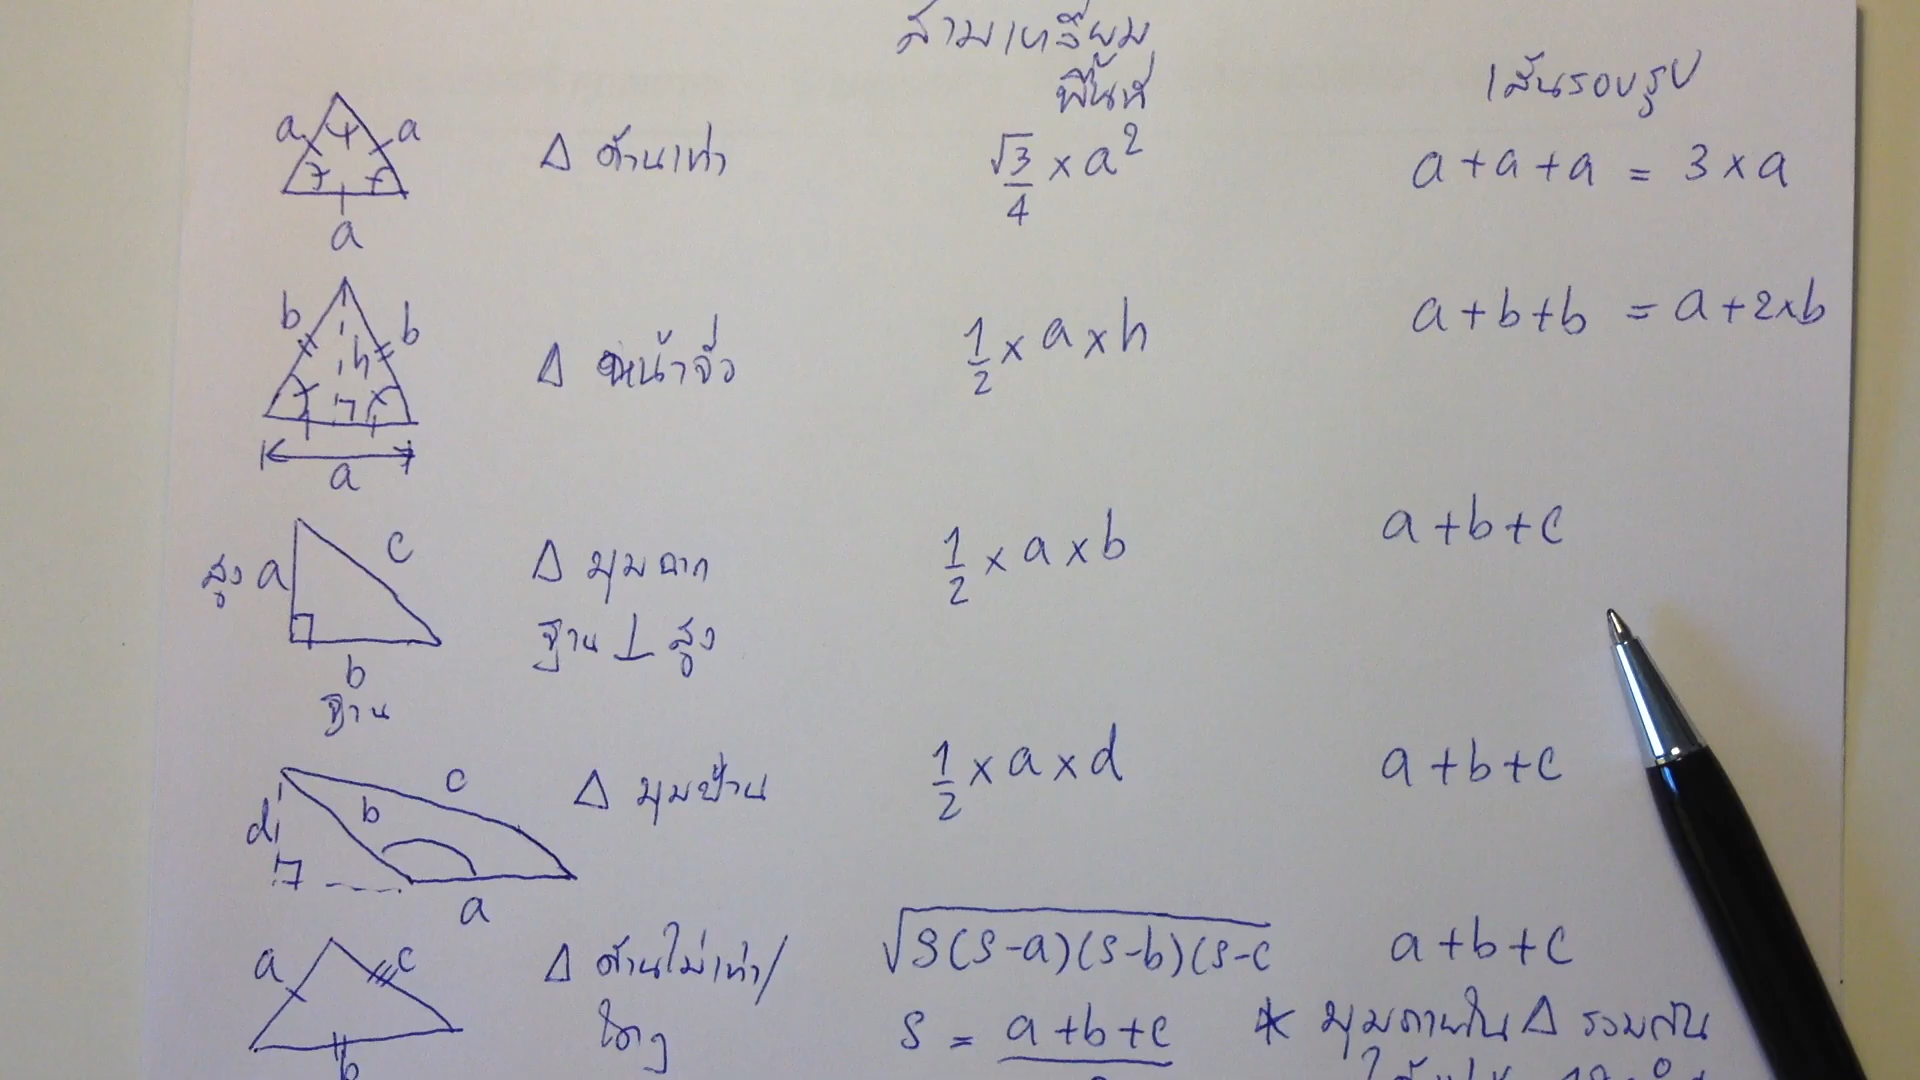 สามเหลี่ยม
พื้นที่
เส้นรอบรูป
a a
a
Δ ด้านเท่า
√3/4 × a²
a + a + a = 3 × a
b b
h
a
Δ หน้าจั่ว
1/2 × a × h
a + b + b = a + 2 × b
สูง a c
b
ฐาน
Δ มุมฉาก
ฐาน ⊥ สูง
1/2 × a × b
a + b + c
c
b
d
a
Δ มุมป้าน
1/2 × a × d
a + b + c
a c
b
Δ ด้านไม่เท่า/
ใดๆ
√S(S-a)(S-b)(S-c
S = a + b + c
a + b + c
* มุมภายใน Δ รวมกัน